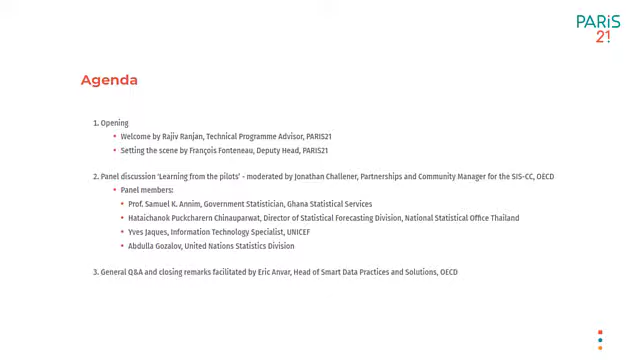 PARIS
21
Agenda
1. Opening
Welcome by Rajiv Ranjan, Technical Programme Advisor, PARIS21
Setting the scene by François Fonteneau, Deputy Head, PARIS21
2. Panel discussion 'Learning from the pilots' - moderated by Jonathan Challener, Partnerships and Community Manager for the SIS-CC, OECD
Panel members:
Prof. Samuel K. Annim, Government Statistician, Ghana Statistical Services
Hataichanok Puckcharern Chinauparwat, Director of Statistical Forecasting Division, National Statistical Office Thailand
Yves Jaques, Information Technology Specialist, UNICEF
Abdulla Gozalov, United Nations Statistics Division
3. General Q&A and closing remarks facilitated by Eric Anvar, Head of Smart Data Practices and Solutions, OECD